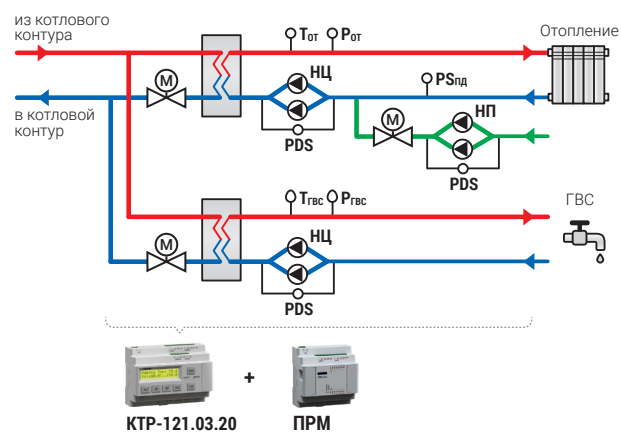 из котлового
контура
Tот
Pот
Отопление
M
НЦ
PSпд
в котловой
контур
M
НП
PDS
PDS
Tгвс
Pгвс
ГВС
M
НЦ
PDS
+
КТР-121.03.20
ПРМ